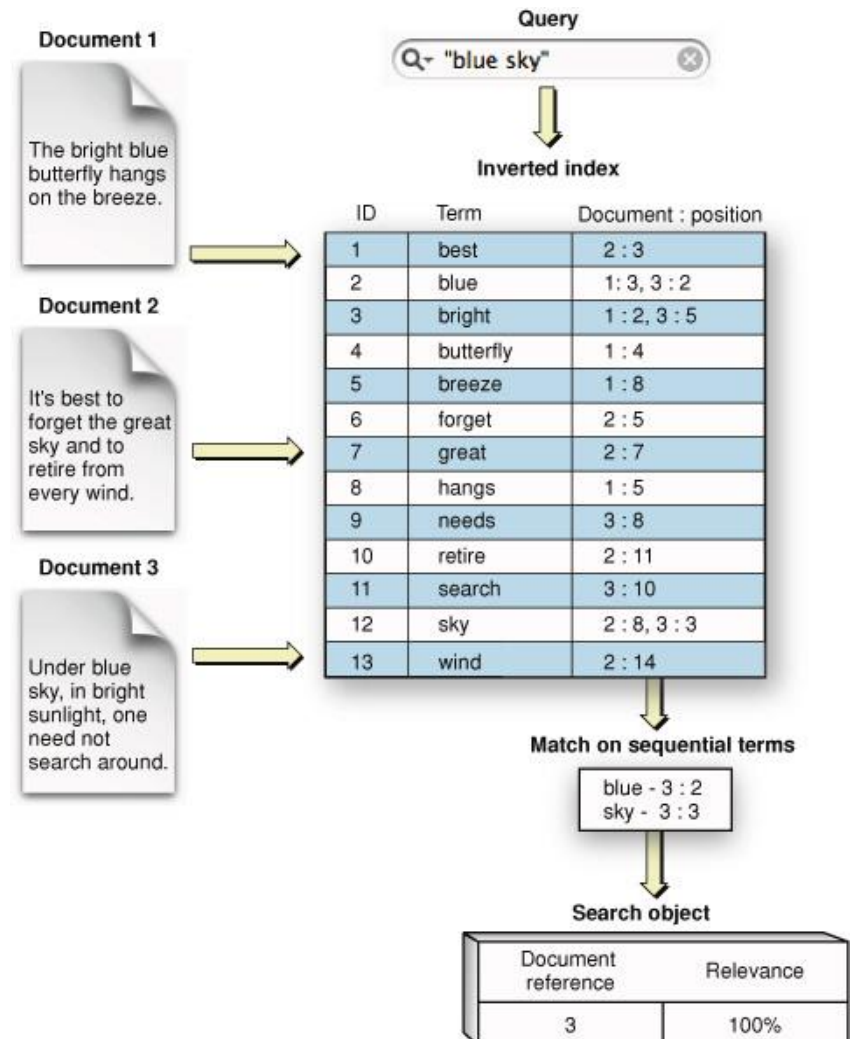 Document 1
The bright blue
butterfly hangs
on the breeze.
Document 2
It's best to
forget the great
sky and to
retire from
every wind.
Document 3
Under blue
sky, in bright
sunlight, one
need not
search around.
Query
"blue sky"
Inverted index
ID Term Document : position
1 best 2 : 3
2 blue 1: 3, 3 : 2
3 bright 1 : 2, 3 : 5
4 butterfly 1 : 4
5 breeze 1 : 8
6 forget 2 : 5
7 great 2 : 7
8 hangs 1 : 5
9 needs 3 : 8
10 retire 2 : 11
11 search 3 : 10
12 sky 2 : 8, 3 : 3
13 wind 2 : 14
Match on sequential terms
blue - 3 : 2
sky - 3 : 3
Search object
Document
reference
Relevance
3 100%